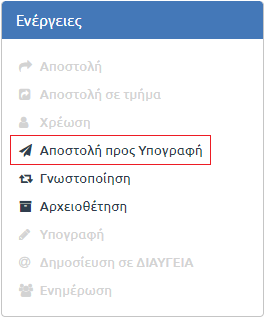 Ενέργειες
Αποστολή
Αποστολή σε τμήμα
Χρέωση
Αποστολή προς Υπογραφή
Γνωστοποίηση
Αρχειοθέτηση
Υπογραφή
Δημοσίευση σε ΔΙΑΥΓΕΙΑ
Ενημέρωση